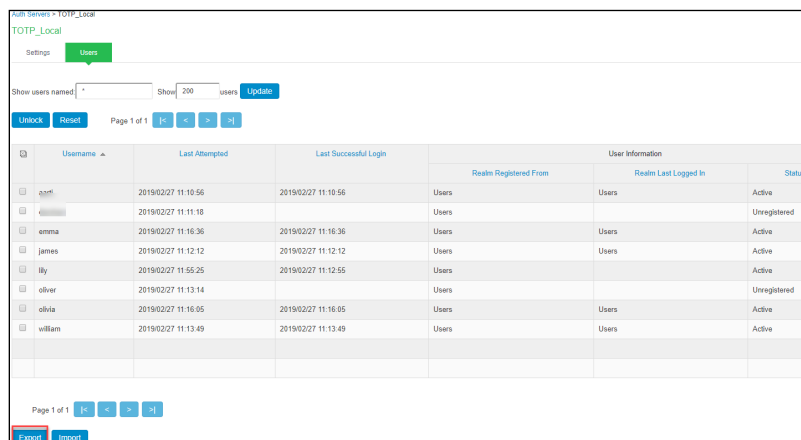 Auth Servers > TOTP_Local
TOTP_Local
Settings Users
Show users named: * Show 200 users Update
Unlock Reset Page 1 of 1 |< < > >|
Username Last Attempted Last Successful Login User Information
Realm Registered From Realm Last Logged In Statu
2019/02/27 11:10:56 2019/02/27 11:10:56 Users Users Active
2019/02/27 11:11:18 Users Unregistered
emma 2019/02/27 11:16:36 2019/02/27 11:16:36 Users Users Active
james 2019/02/27 11:12:12 2019/02/27 11:12:12 Users Users Active
lily 2019/02/27 11:55:25 2019/02/27 11:12:55 Users Active
oliver 2019/02/27 11:13:14 Users Unregistered
olivia 2019/02/27 11:16:05 2019/02/27 11:16:05 Users Users Active
william 2019/02/27 11:13:49 2019/02/27 11:13:49 Users Users Active
Page 1 of 1 |< < > >|
Export Import